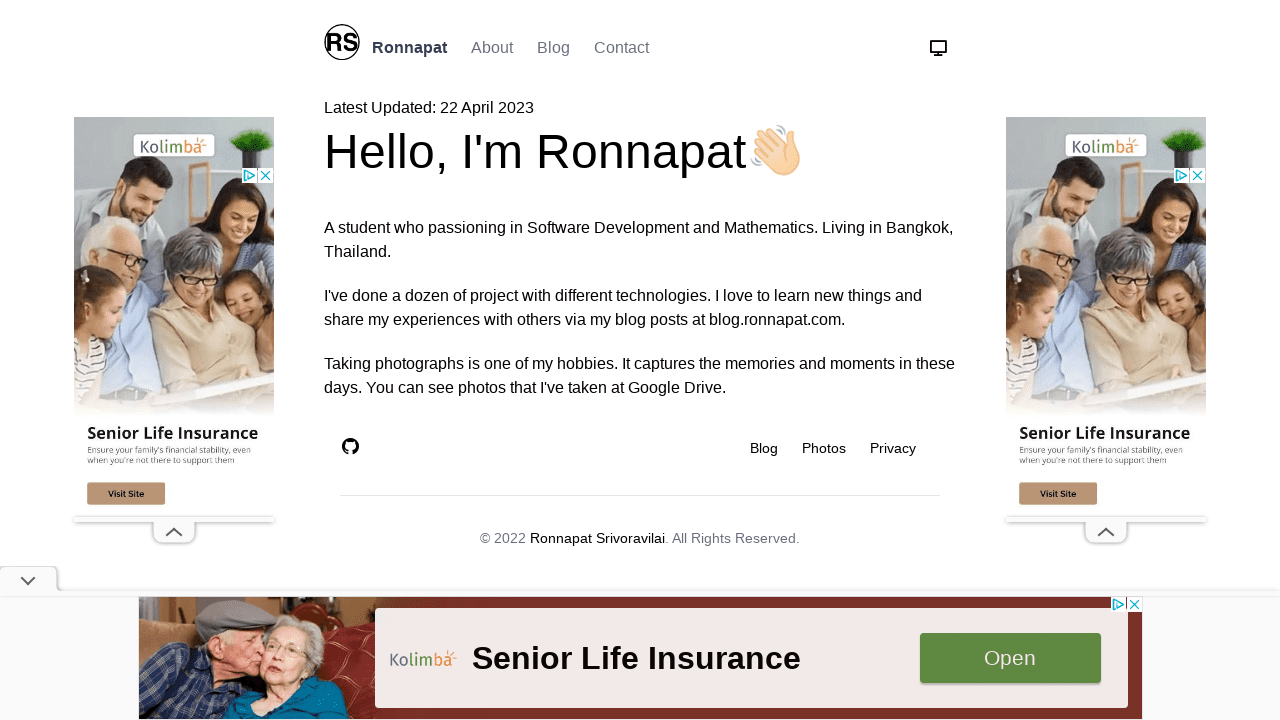 RS Ronnapat About Blog Contact
Latest Updated: 22 April 2023
Hello, I'm Ronnapat👋🏻
A student who passioning in Software Development and Mathematics. Living in Bangkok,
Thailand.
I've done a dozen of project with different technologies. I love to learn new things and
share my experiences with others via my blog posts at blog.ronnapat.com.
Taking photographs is one of my hobbies. It captures the memories and moments in these
days. You can see photos that I've taken at Google Drive.
Blog Photos Privacy
© 2022 Ronnapat Srivoravilai. All Rights Reserved.
Kolimba
Senior Life Insurance
Ensure your family's financial stability, even
when you're not there to support them
Visit Site
Kolimba
Senior Life Insurance
Ensure your family's financial stability, even
when you're not there to support them
Visit Site
Kolimba Senior Life Insurance Open